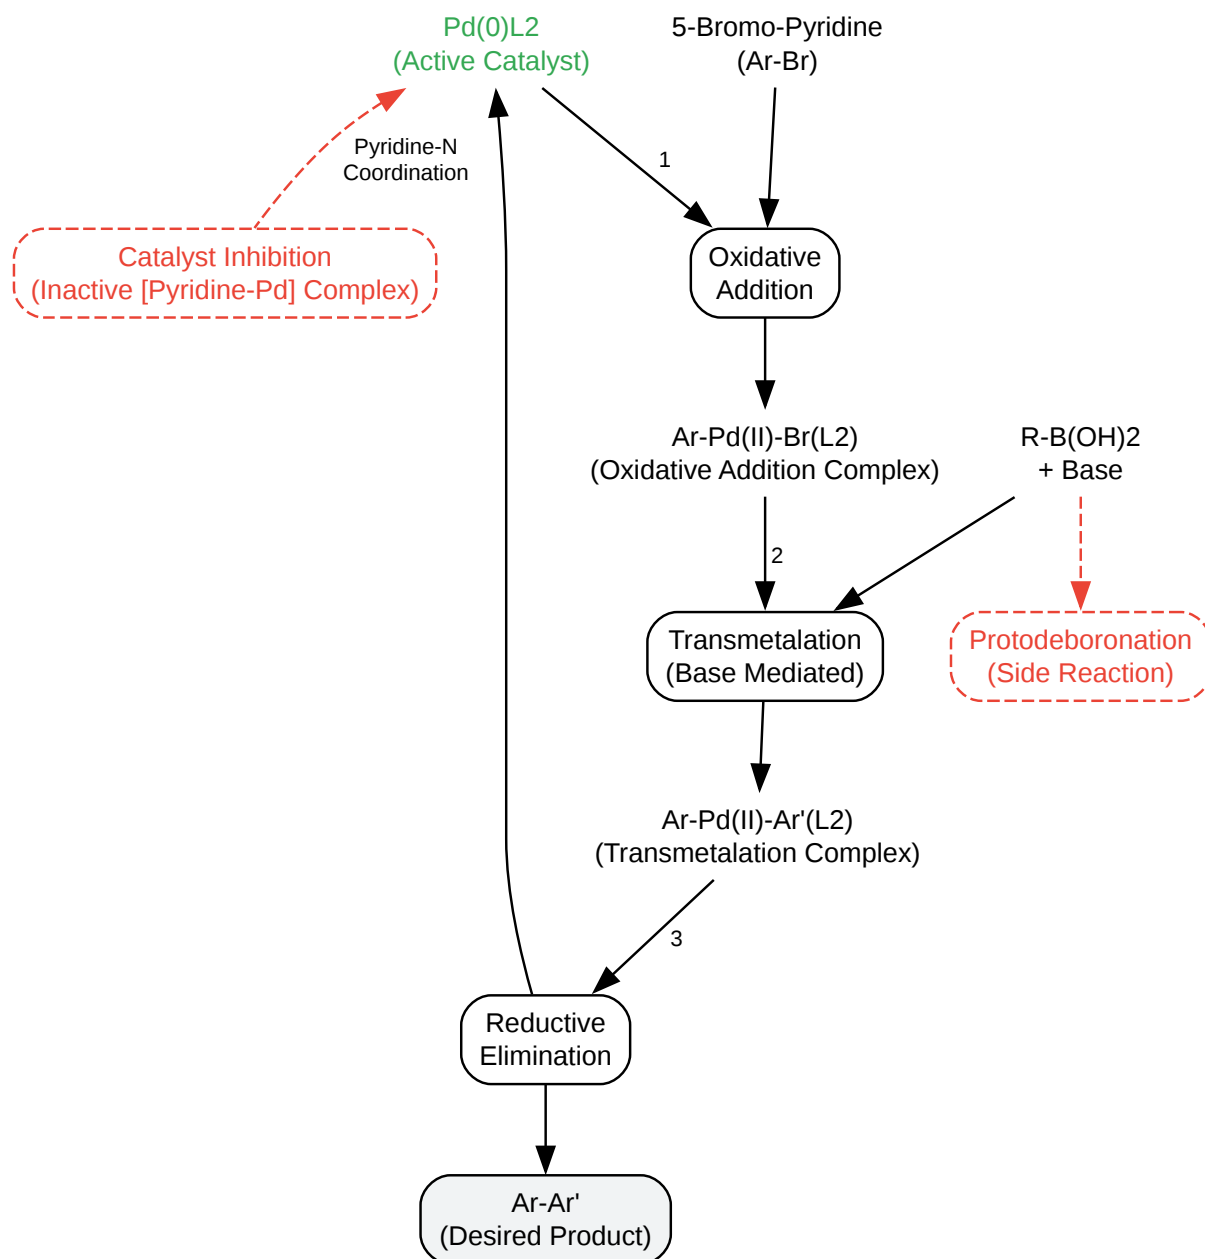 Pd(0)L2
(Active Catalyst)
5-Bromo-Pyridine
(Ar-Br)
Pyridine-N
Coordination
1
Catalyst Inhibition
(Inactive [Pyridine-Pd] Complex)
Oxidative
Addition
Ar-Pd(II)-Br(L2)
(Oxidative Addition Complex)
R-B(OH)2
+ Base
2
Transmetalation
(Base Mediated)
Protodeboronation
(Side Reaction)
Ar-Pd(II)-Ar'(L2)
(Transmetalation Complex)
3
Reductive
Elimination
Ar-Ar'
(Desired Product)